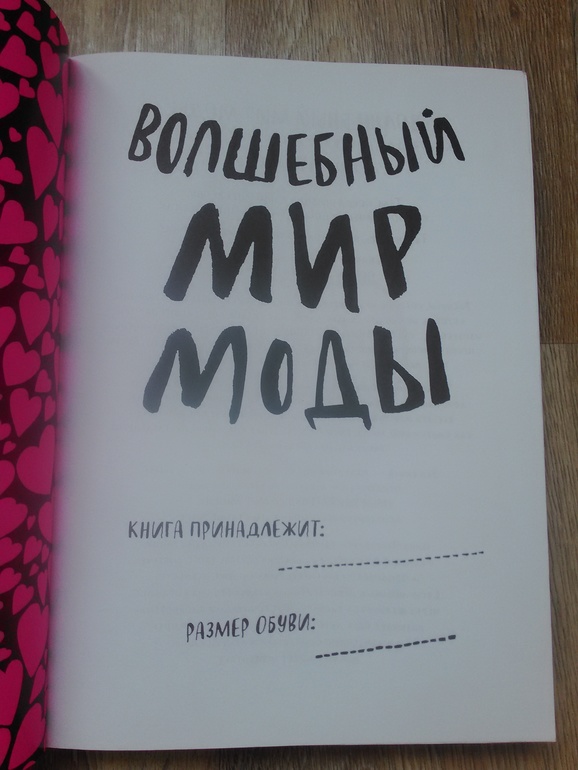 ВОЛШЕБНЫЙ
МИР
МОДЫ
КНИГА ПРИНАДЛЕЖИТ:
РАЗМЕР ОБУВИ: